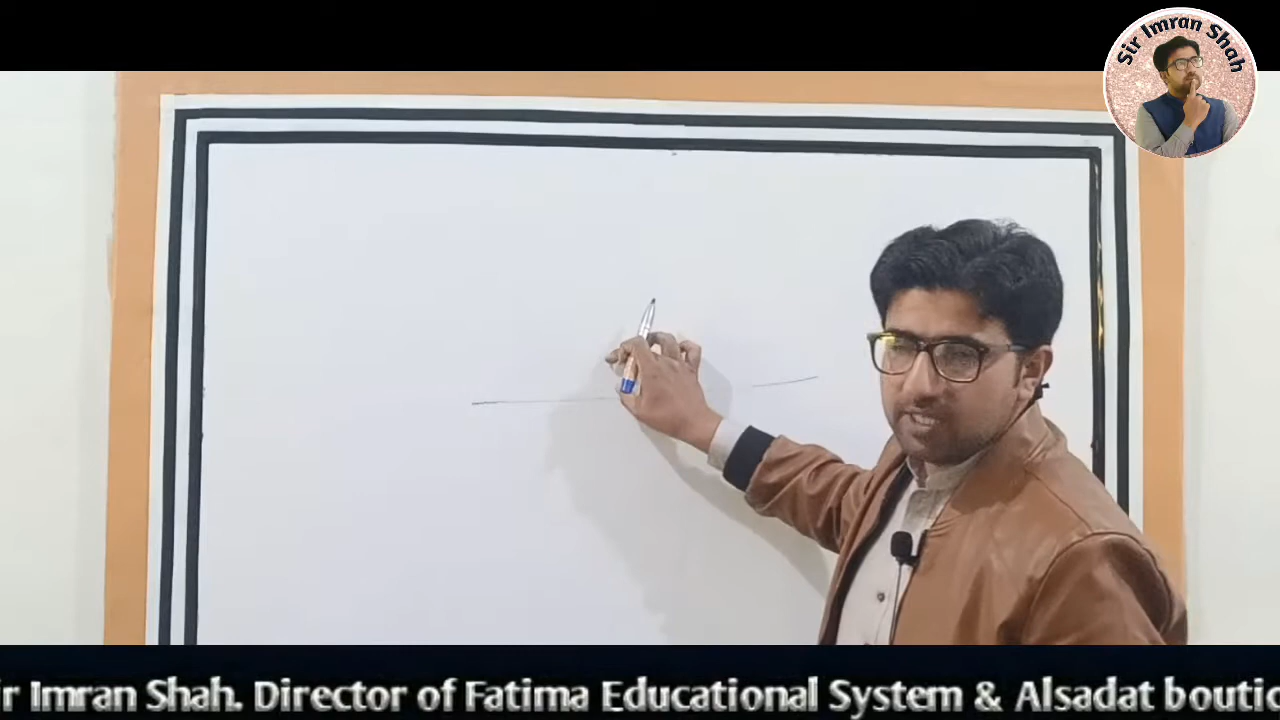 Sir Imran Shah
ir Imran Shah. Director of Fatima Educational System & Alsadat boutic